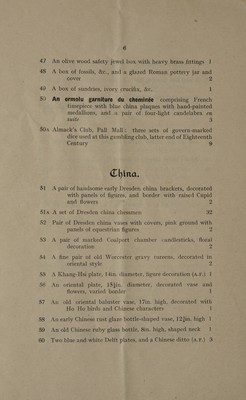 6
47 An olive wood safety jewel box with heavy brass fittings 1
48 A box of fossils, &c., and a glazed Roman pottery jar and
cover 2
49 A box of sundries, ivory crucifix, &c. 1
50 An ormolu garniture du cheminée comprising French
timepiece with blue china plaques with hand-painted
medallions, and a pair of four-light candelabra en
suite 3
50A Almack's Club, Pall Mall: three sets of govern-marked
dice used at this gambling club, latter end of Eighteenth
Century 9
China.
51 A pair of handsome early Dresden china brackets, decorated
with panels of figures, and border with raised Cupid
and flowers 2
51A A set of Dresden china chessmen 32
52 Pair of Dresden china vases with covers, pink ground with
panels of equestrian figures 2
53 A pair of marked Coalport chamber candlesticks, floral
decoration 2
54 A fine pair of old Worcester gravy tureens, decorated in
oriental style 2
55 A Khang-Hsi plate, 14in. diameter, figure decoration (a.f.) 1
56 An oriental plate, 15½in. diameter, decorated vase and
flowers, varied border 1
57 An old oriental baluster vase, 17in. high, decorated with
Ho Ho birds and Chinese characters 1
58 An early Chinese rust glaze bottle-shaped vase, 12¾in. high 1
59 An old Chinese ruby glass bottle, 8in. high, shaped neck 1
60 Two blue and white Delft plates, and a Chinese ditto (a.f.) 3